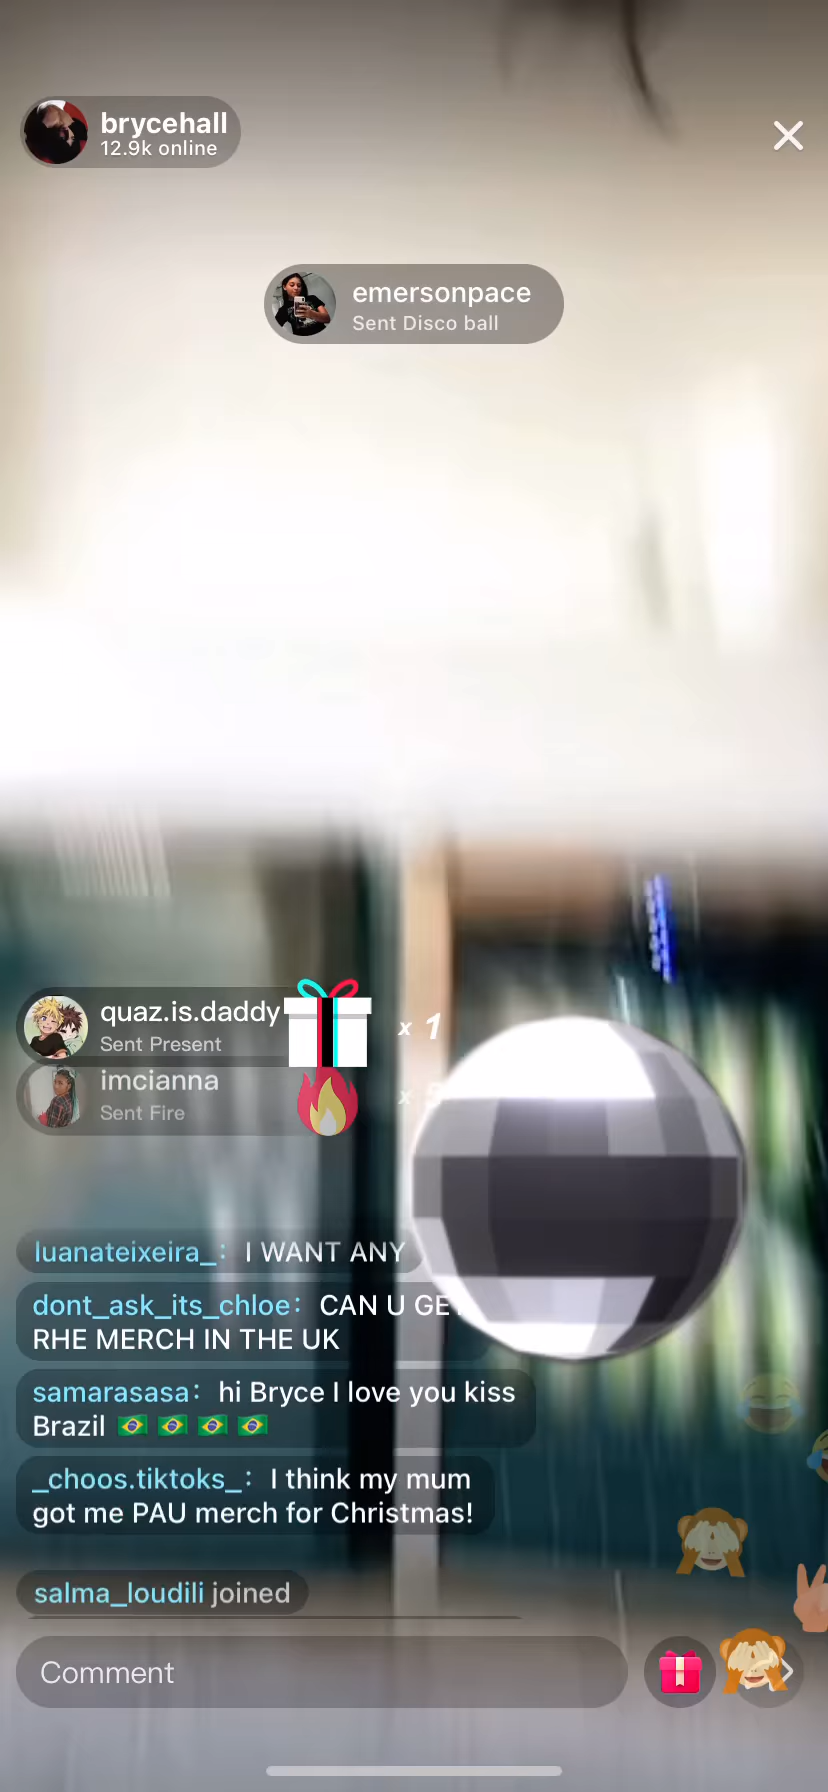 brycehall
12.9k online
emersonpace
Sent Disco ball
quaz.is.daddy
Sent Present
x 1
imcianna
Sent Fire
x
luanateixeira_: I WANT ANY
dont_ask_its_chloe: CAN U GE
RHE MERCH IN THE UK
samarasasa: hi Bryce I love you kiss
Brazil 🇧🇷 🇧🇷 🇧🇷 🇧🇷
_choos.tiktoks_: I think my mum
got me PAU merch for Christmas!
salma_loudili joined
Comment